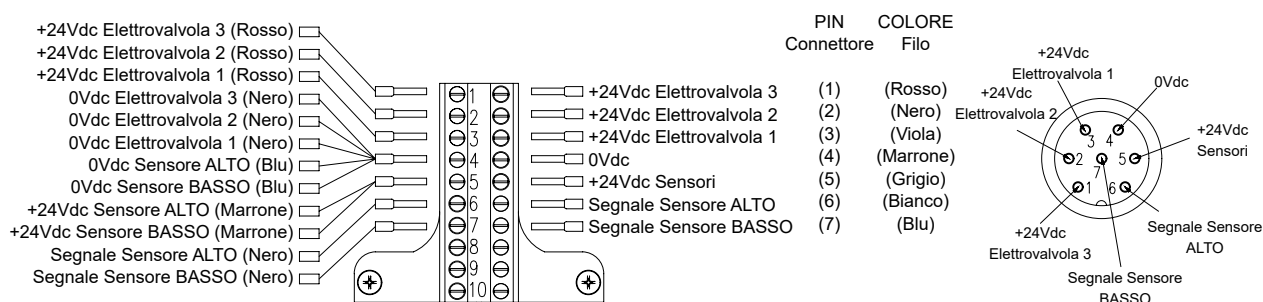 +24Vdc Elettrovalvola 3 (Rosso)
+24Vdc Elettrovalvola 2 (Rosso)
+24Vdc Elettrovalvola 1 (Rosso)
0Vdc Elettrovalvola 3 (Nero)
0Vdc Elettrovalvola 2 (Nero)
0Vdc Elettrovalvola 1 (Nero)
0Vdc Sensore ALTO (Blu)
0Vdc Sensore BASSO (Blu)
+24Vdc Sensore ALTO (Marrone)
+24Vdc Sensore BASSO (Marrone)
Segnale Sensore ALTO (Nero)
Segnale Sensore BASSO (Nero)
1
2
3
4
5
6
7
8
9
10
PIN COLORE
Connettore Filo
+24Vdc Elettrovalvola 3 (1) (Rosso)
+24Vdc Elettrovalvola 2 (2) (Nero)
+24Vdc Elettrovalvola 1 (3) (Viola)
0Vdc (4) (Marrone)
+24Vdc Sensori (5) (Grigio)
Segnale Sensore ALTO (6) (Bianco)
Segnale Sensore BASSO (7) (Blu)
+24Vdc
Elettrovalvola 1
0Vdc
+24Vdc
Elettrovalvola 2
+24Vdc
Sensori
3 4
2 5
7
1 6
+24Vdc
Elettrovalvola 3
Segnale Sensore
ALTO
Segnale Sensore
BASSO